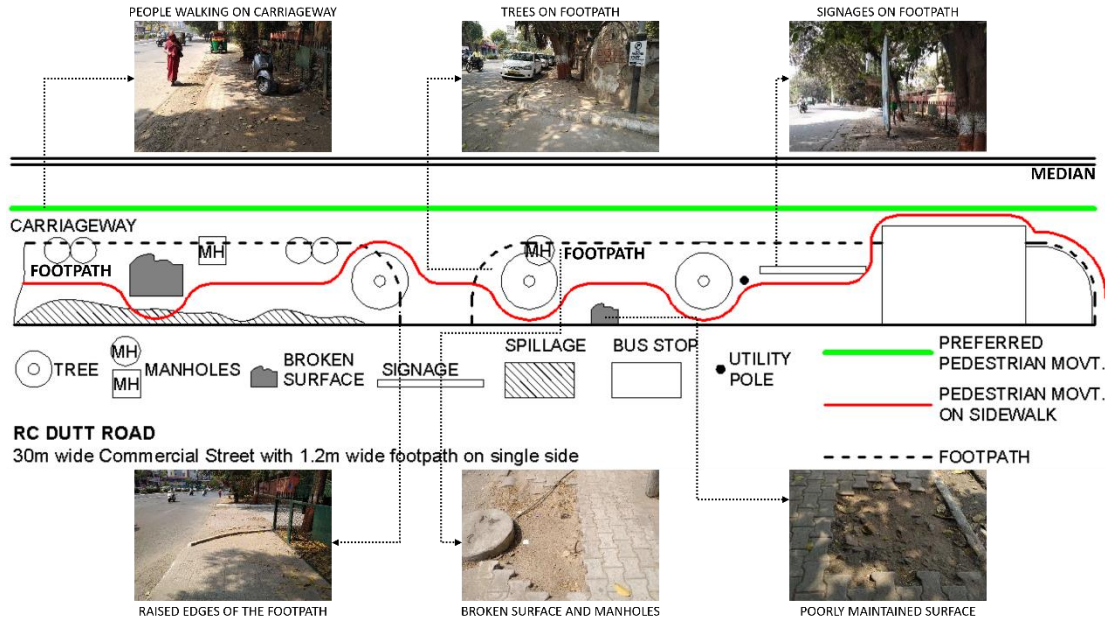 PEOPLE WALKING ON CARRIAGEWAY
TREES ON FOOTPATH
SIGNAGES ON FOOTPATH
MEDIAN
CARRIAGEWAY
MH
MH
FOOTPATH
FOOTPATH
TREE
MH
MH
MANHOLES
BROKEN
SURFACE
SIGNAGE
SPILLAGE
BUS STOP
UTILITY
POLE
PREFERRED
PEDESTRIAN MOVT.
PEDESTRIAN MOVT.
ON SIDEWALK
FOOTPATH
RC DUTT ROAD
30m wide Commercial Street with 1.2m wide footpath on single side
RAISED EDGES OF THE FOOTPATH
BROKEN SURFACE AND MANHOLES
POORLY MAINTAINED SURFACE